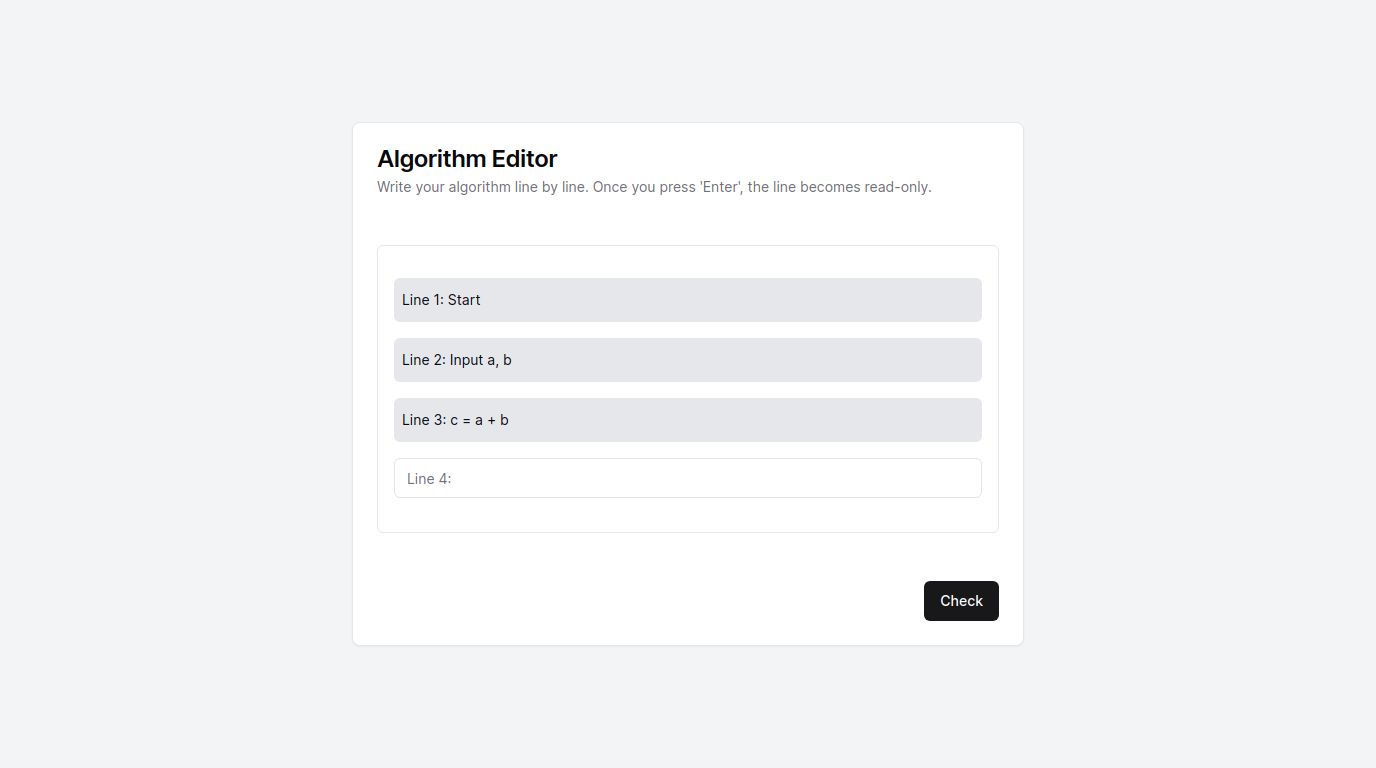 Algorithm Editor
Write your algorithm line by line. Once you press 'Enter', the line becomes read-only.
Line 1: Start
Line 2: Input a, b
Line 3: c = a + b
Line 4:
Check